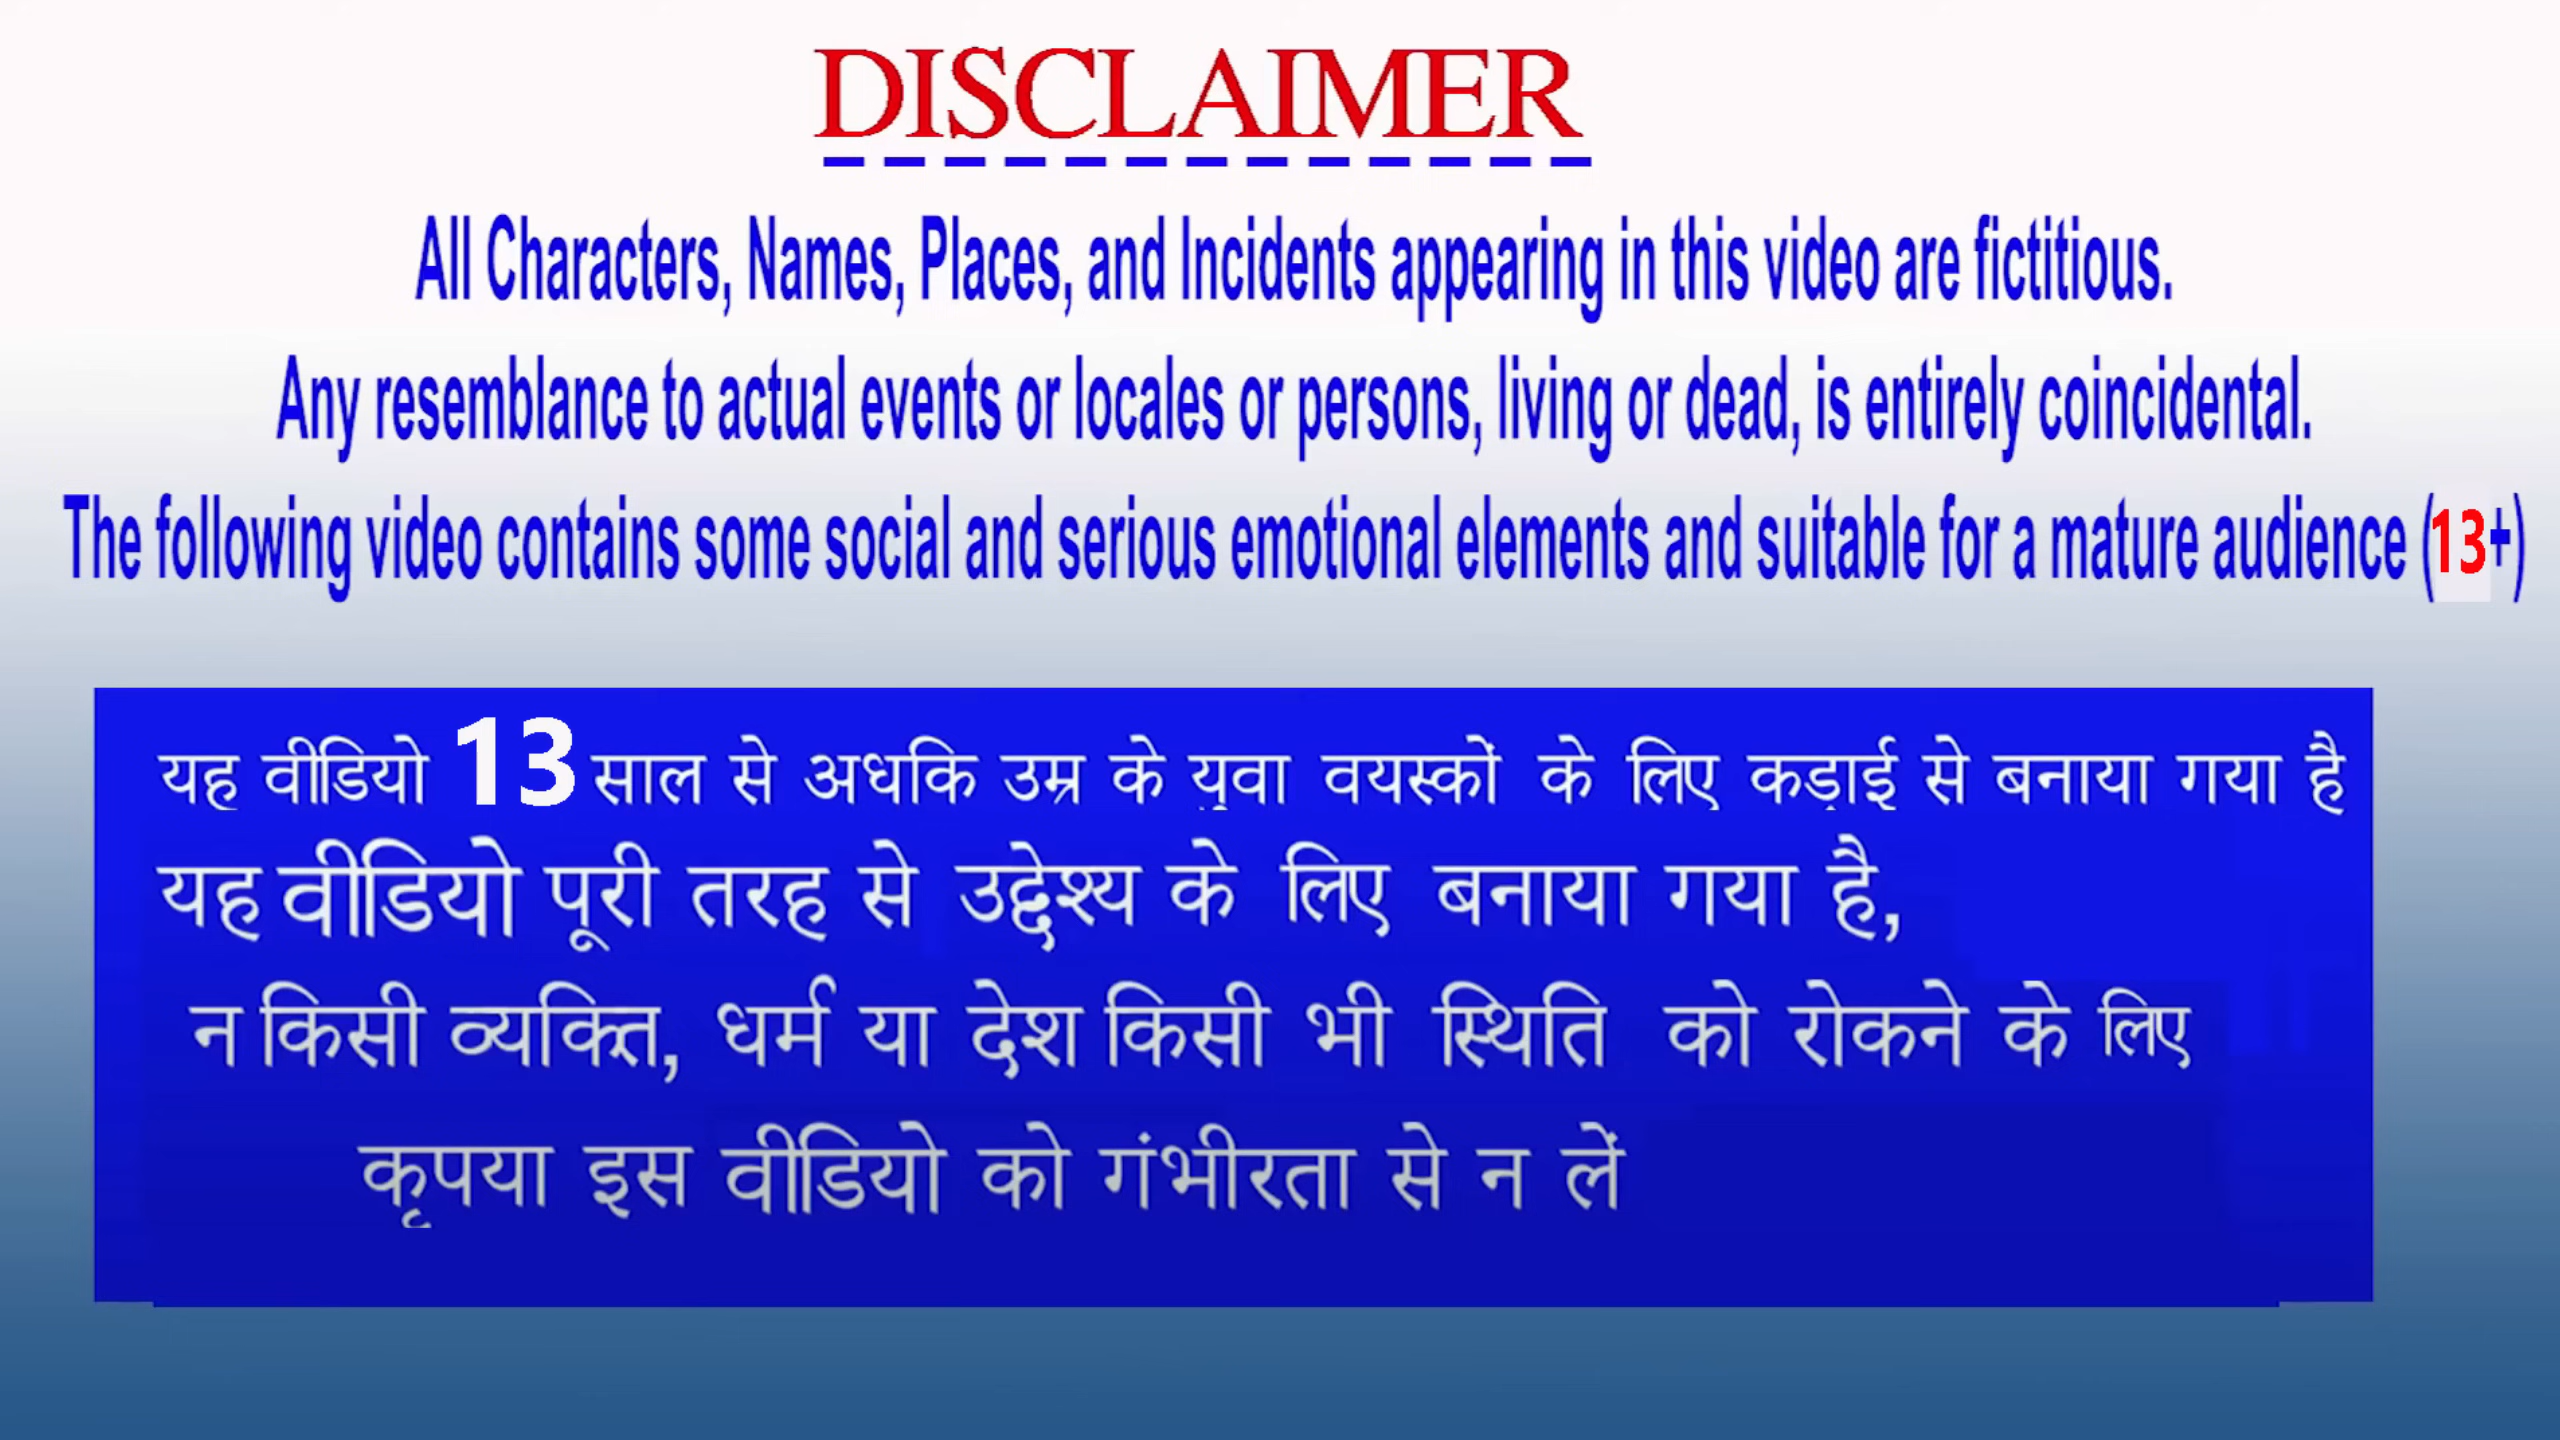 DISCLAIMER
All Characters, Names, Places, and Incidents appearing in this video are fictitious.
Any resemblance to actual events or locales or persons, living or dead, is entirely coincidental.
The following video contains some social and serious emotional elements and suitable for a mature audience (13+)
यह वीडियो 13 साल से अधकि उम्र के युवा वयस्कों के लिए कड़ाई से बनाया गया है
यह वीडियो पूरी तरह से उद्देश्य के लिए बनाया गया है,
न किसी व्यक्ति, धर्म या देश किसी भी स्थिति को रोकने के लिए
कृपया इस वीडियो को गंभीरता से न लें